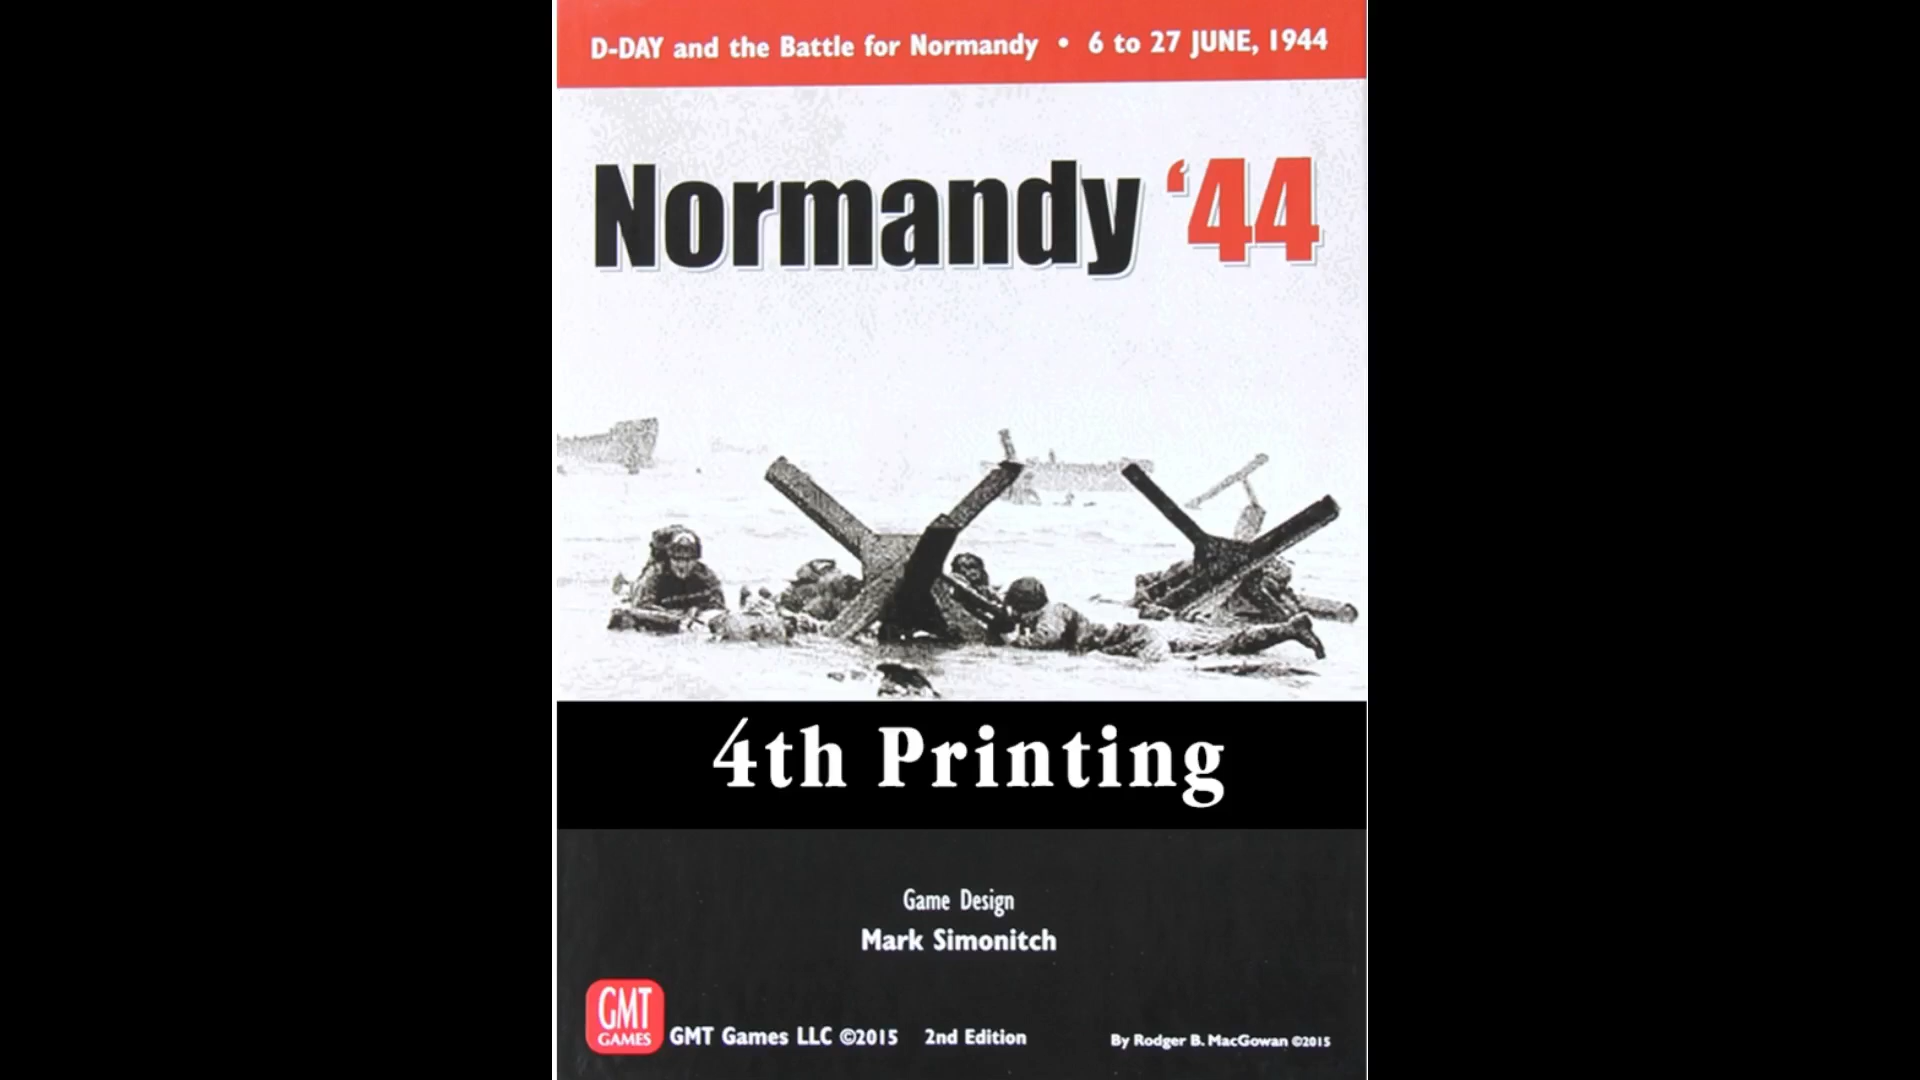 D-DAY and the Battle for Normandy • 6 to 27 JUNE, 1944
Normandy ‘44
4th Printing
Game Design
Mark Simonitch
GMT
GAMES
GMT Games LLC ©2015 2nd Edition
By Rodger B. MacGowan ©2015